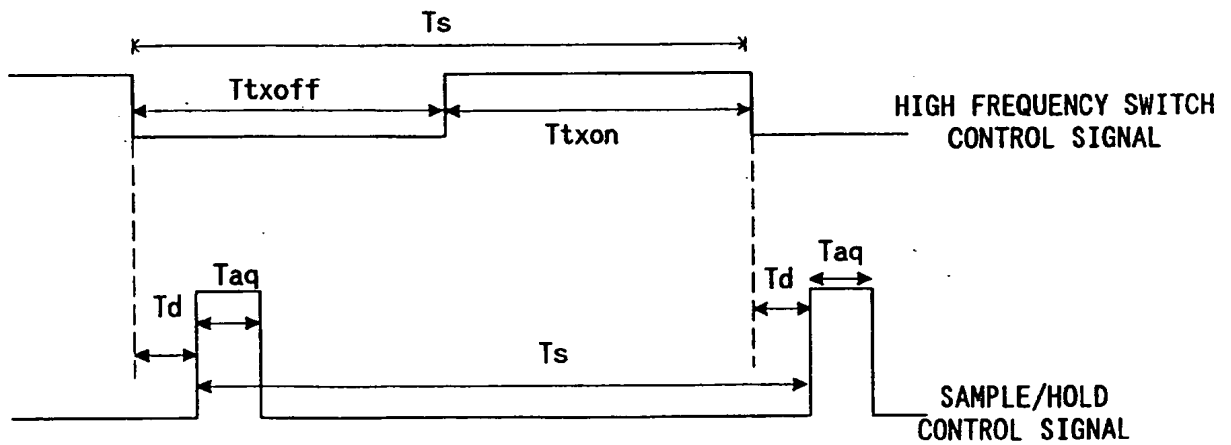 Ts
Ttxoff
Ttxon
HIGH FREQUENCY SWITCH
CONTROL SIGNAL
Taq
Td
Ts
Td
Taq
SAMPLE/HOLD
CONTROL SIGNAL